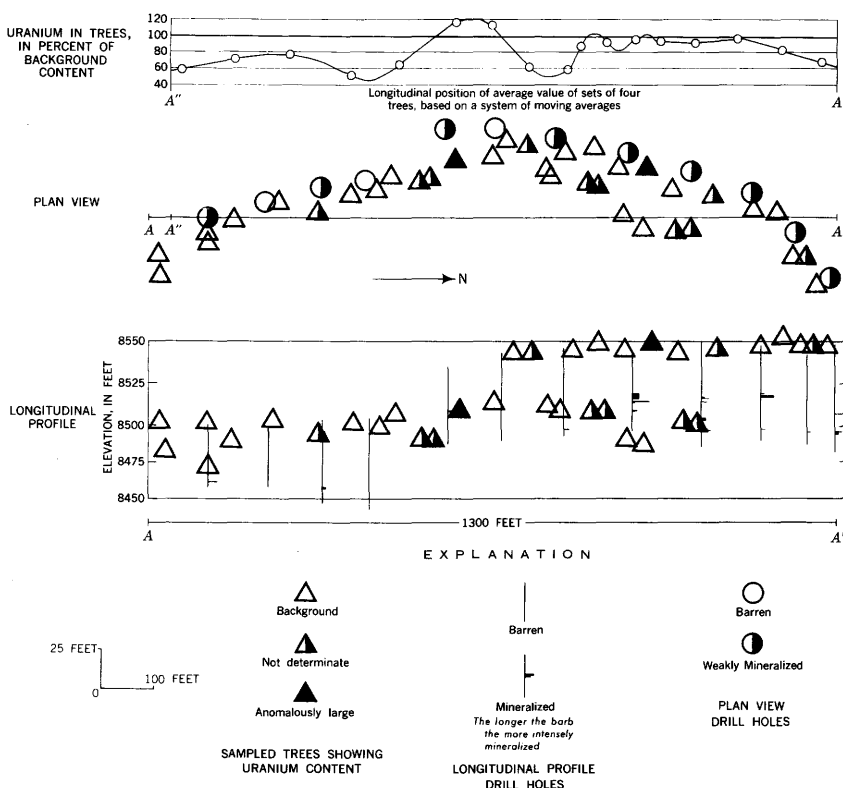 URANIUM IN TREES,
IN PERCENT OF
BACKGROUND
CONTENT
120
100
80
60
40
A''
A'
Longitudinal position of average value of sets of four
trees, based on a system of moving averages
PLAN VIEW
A A''
A'
N
LONGITUDINAL
PROFILE
ELEVATION, IN FEET
8550
8525
8500
8475
8450
1300 FEET
A
A'
EXPLANATION
25 FEET
0
100 FEET
Background
Not determinate
Anomalously large
SAMPLED TREES SHOWING
URANIUM CONTENT
Barren
Mineralized
The longer the barb
the more intensely
mineralized
LONGITUDINAL PROFILE
DRILL HOLES
Barren
Weakly Mineralized
PLAN VIEW
DRILL HOLES